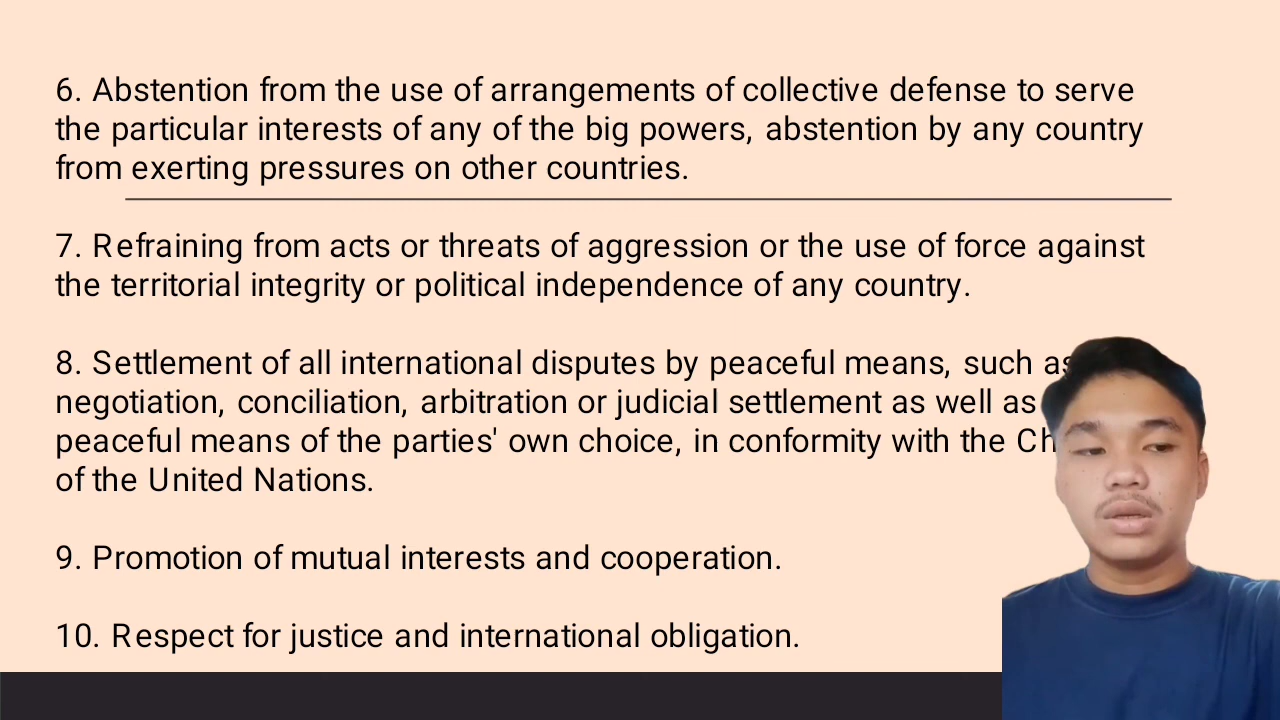 6. Abstention from the use of arrangements of collective defense to serve
the particular interests of any of the big powers, abstention by any country
from exerting pressures on other countries.
7. Refraining from acts or threats of aggression or the use of force against
the territorial integrity or political independence of any country.
8. Settlement of all international disputes by peaceful means, such as
negotiation, conciliation, arbitration or judicial settlement as well as
peaceful means of the parties' own choice, in conformity with the
of the United Nations.
9. Promotion of mutual interests and cooperation.
10. Respect for justice and international obligation.